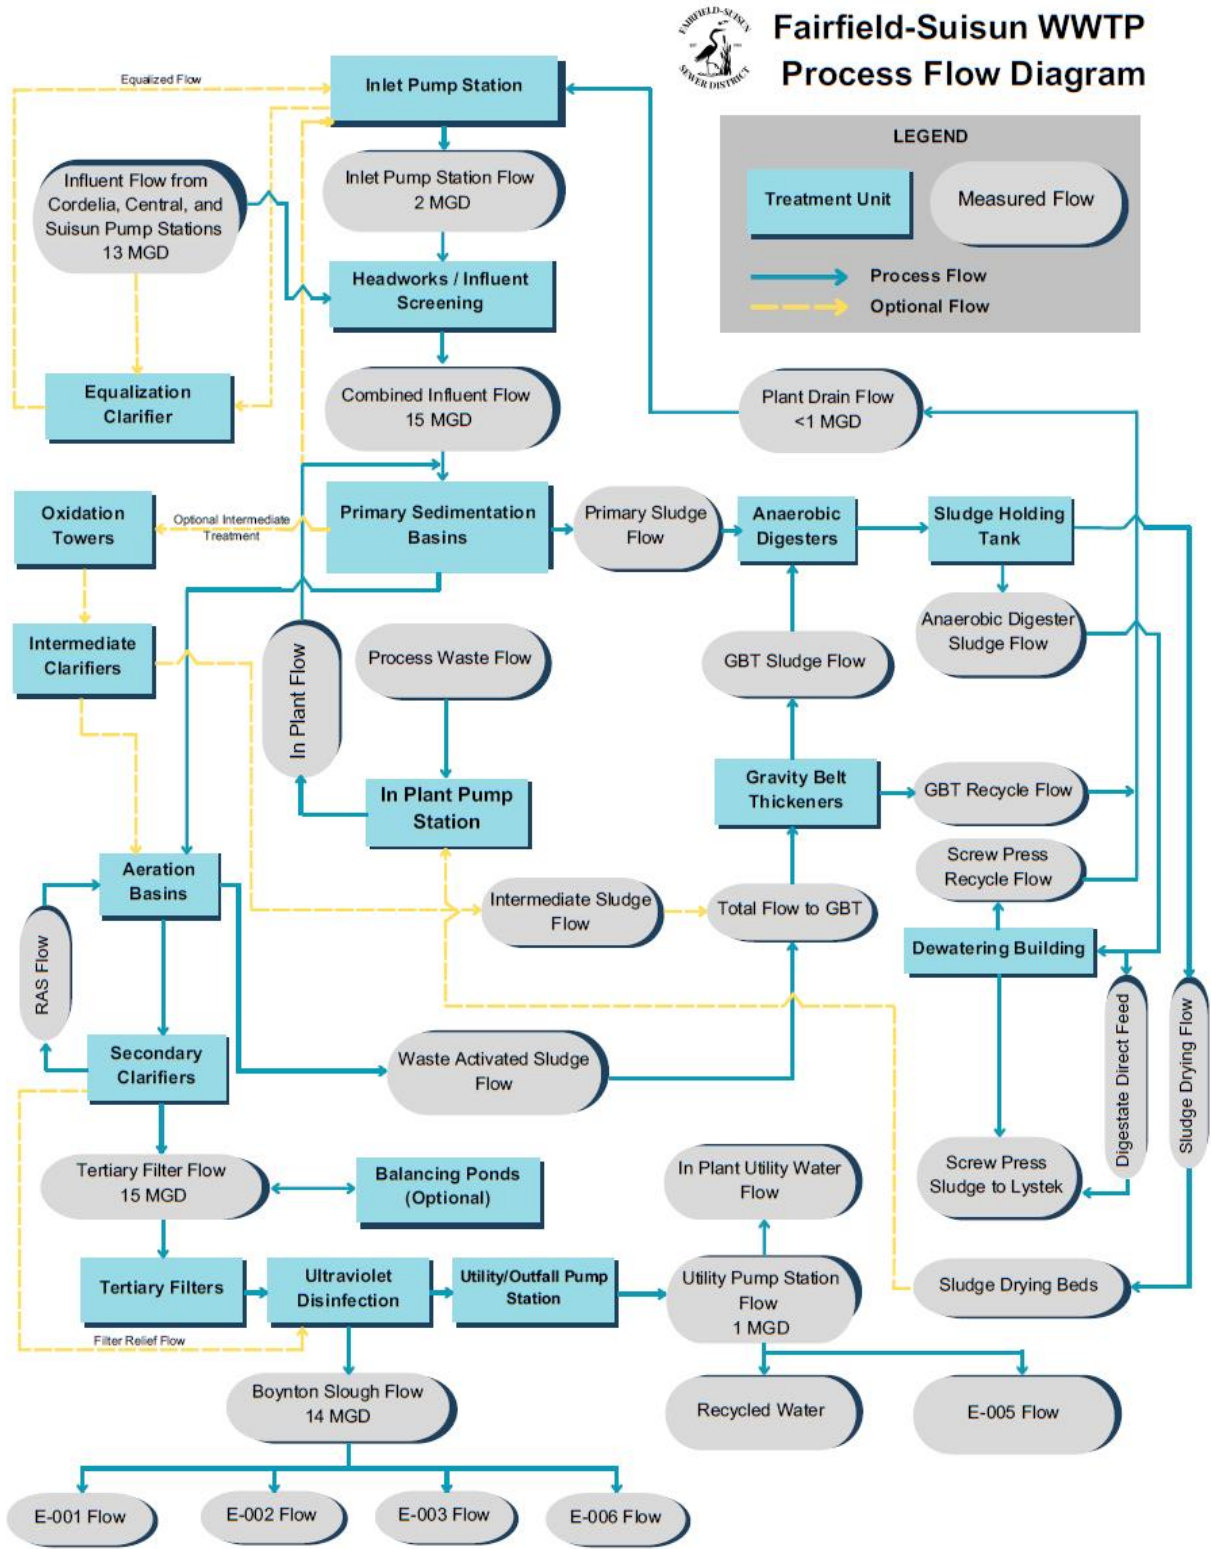 FAIRFIELD-SUISUN
SEWER DISTRICT
Fairfield-Suisun WWTP
Process Flow Diagram
LEGEND
Treatment Unit
Measured Flow
Process Flow
Optional Flow
Equalized Flow
Inlet Pump Station
Influent Flow from
Cordelia, Central, and
Suisun Pump Stations
13 MGD
Inlet Pump Station Flow
2 MGD
Headworks / Influent
Screening
Equalization
Clarifier
Combined Influent Flow
15 MGD
Plant Drain Flow
<1 MGD
Oxidation
Towers
Optional Intermediate
Treatment
Primary Sedimentation
Basins
Primary Sludge
Flow
Anaerobic
Digesters
Sludge Holding
Tank
Intermediate
Clarifiers
In Plant Flow
Process Waste Flow
GBT Sludge Flow
Anaerobic Digester
Sludge Flow
In Plant Pump
Station
Gravity Belt
Thickeners
GBT Recycle Flow
Screw Press
Recycle Flow
Aeration
Basins
Intermediate Sludge
Flow
Total Flow to GBT
Dewatering Building
RAS Flow
Secondary
Clarifiers
Waste Activated Sludge
Flow
Digestate Direct Feed
Sludge Drying Flow
Tertiary Filter Flow
15 MGD
Balancing Ponds
(Optional)
In Plant Utility Water
Flow
Screw Press
Sludge to Lystek
Tertiary Filters
Ultraviolet
Disinfection
Utility/Outfall Pump
Station
Utility Pump Station
Flow
1 MGD
Sludge Drying Beds
Filter Relief Flow
Boynton Slough Flow
14 MGD
Recycled Water
E-005 Flow
E-001 Flow
E-002 Flow
E-003 Flow
E-006 Flow